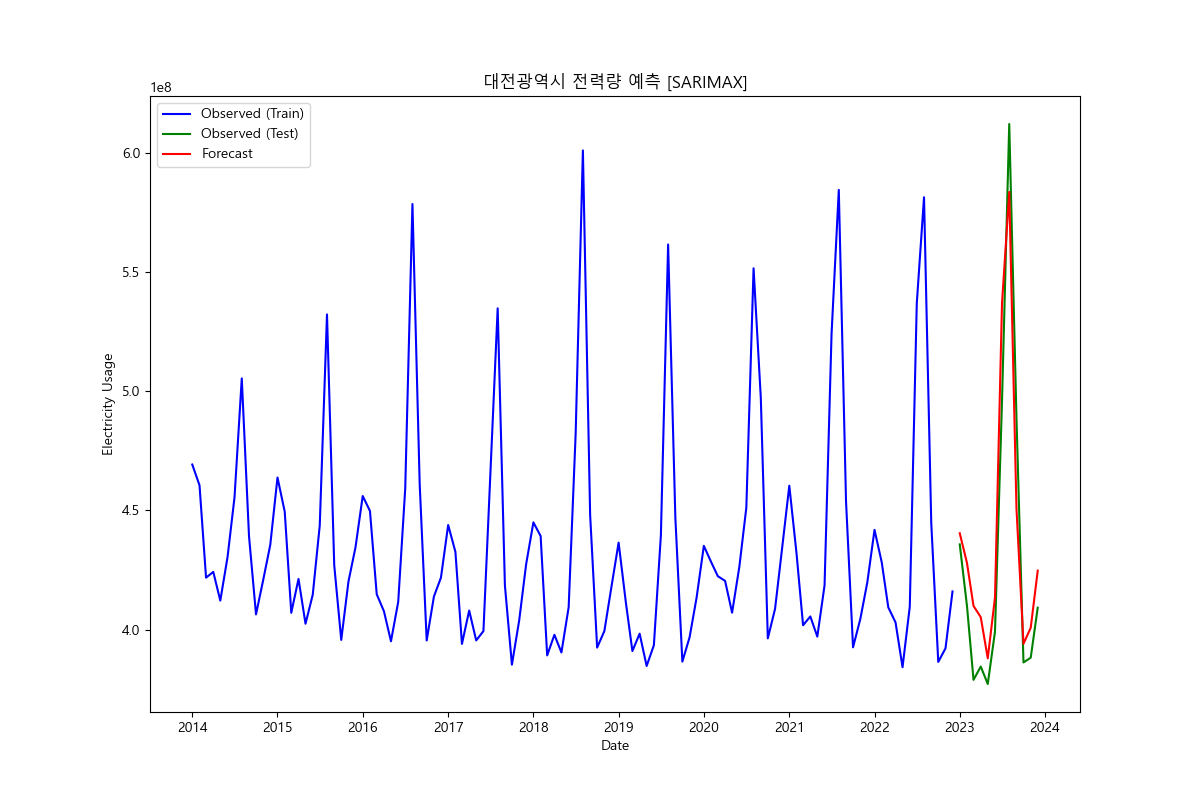 대전광역시 전력량 예측 [SARIMAX]
1e8
Observed (Train)
Observed (Test)
Forecast
6.0
5.5
5.0
4.5
4.0
Electricity Usage
2014 2015 2016 2017 2018 2019 2020 2021 2022 2023 2024
Date